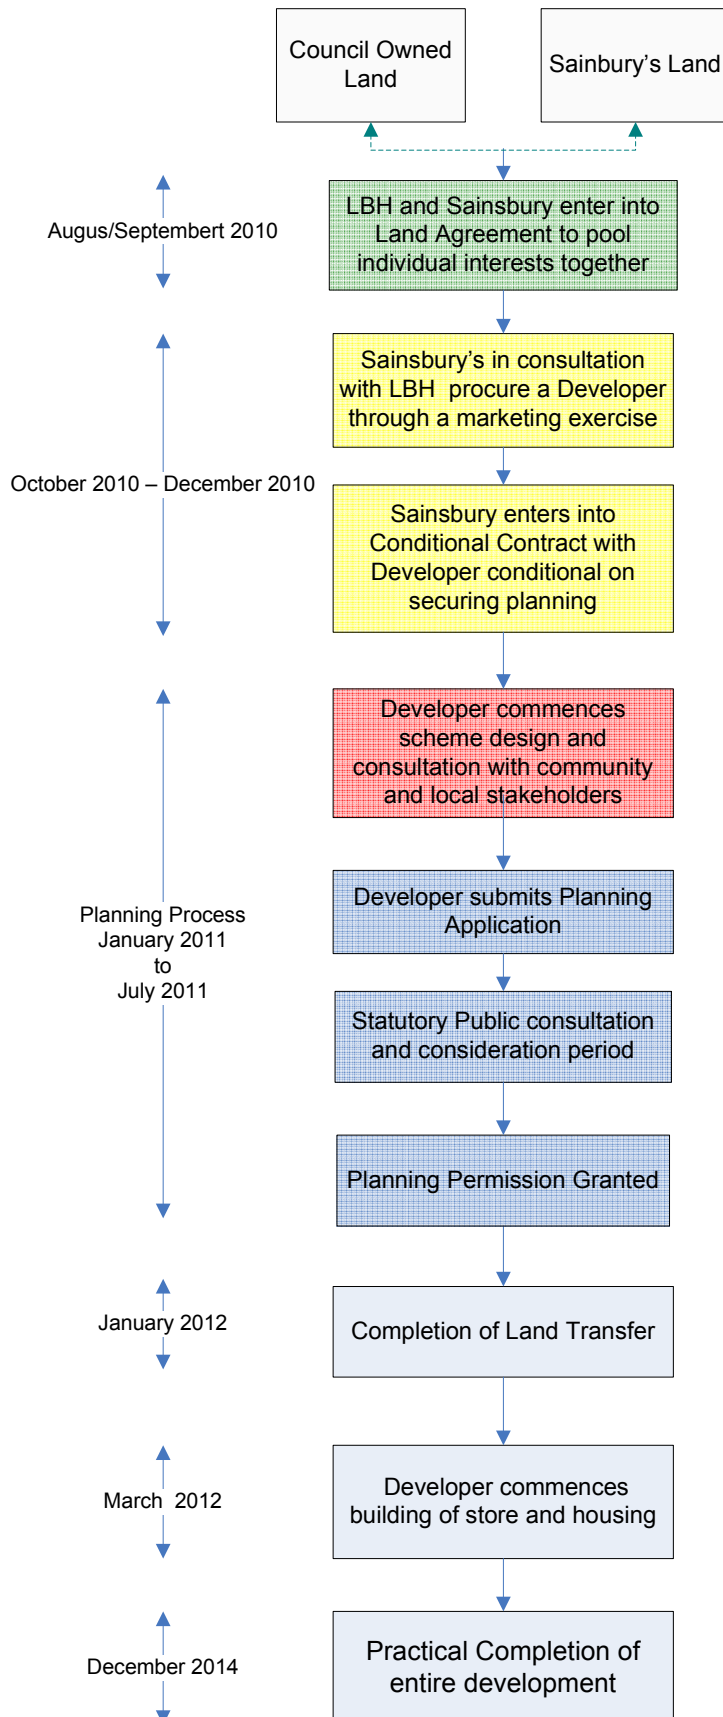 Council Owned
Land
Sainbury’s Land
Augus/Septembert 2010
LBH and Sainsbury enter into
Land Agreement to pool
individual interests together
Sainsbury’s in consultation
with LBH procure a Developer
through a marketing exercise
October 2010 – December 2010
Sainsbury enters into
Conditional Contract with
Developer conditional on
securing planning
Developer commences
scheme design and
consultation with community
and local stakeholders
Planning Process
January 2011
to
July 2011
Developer submits Planning
Application
Statutory Public consultation
and consideration period
Planning Permission Granted
January 2012
Completion of Land Transfer
March 2012
Developer commences
building of store and housing
December 2014
Practical Completion of
entire development